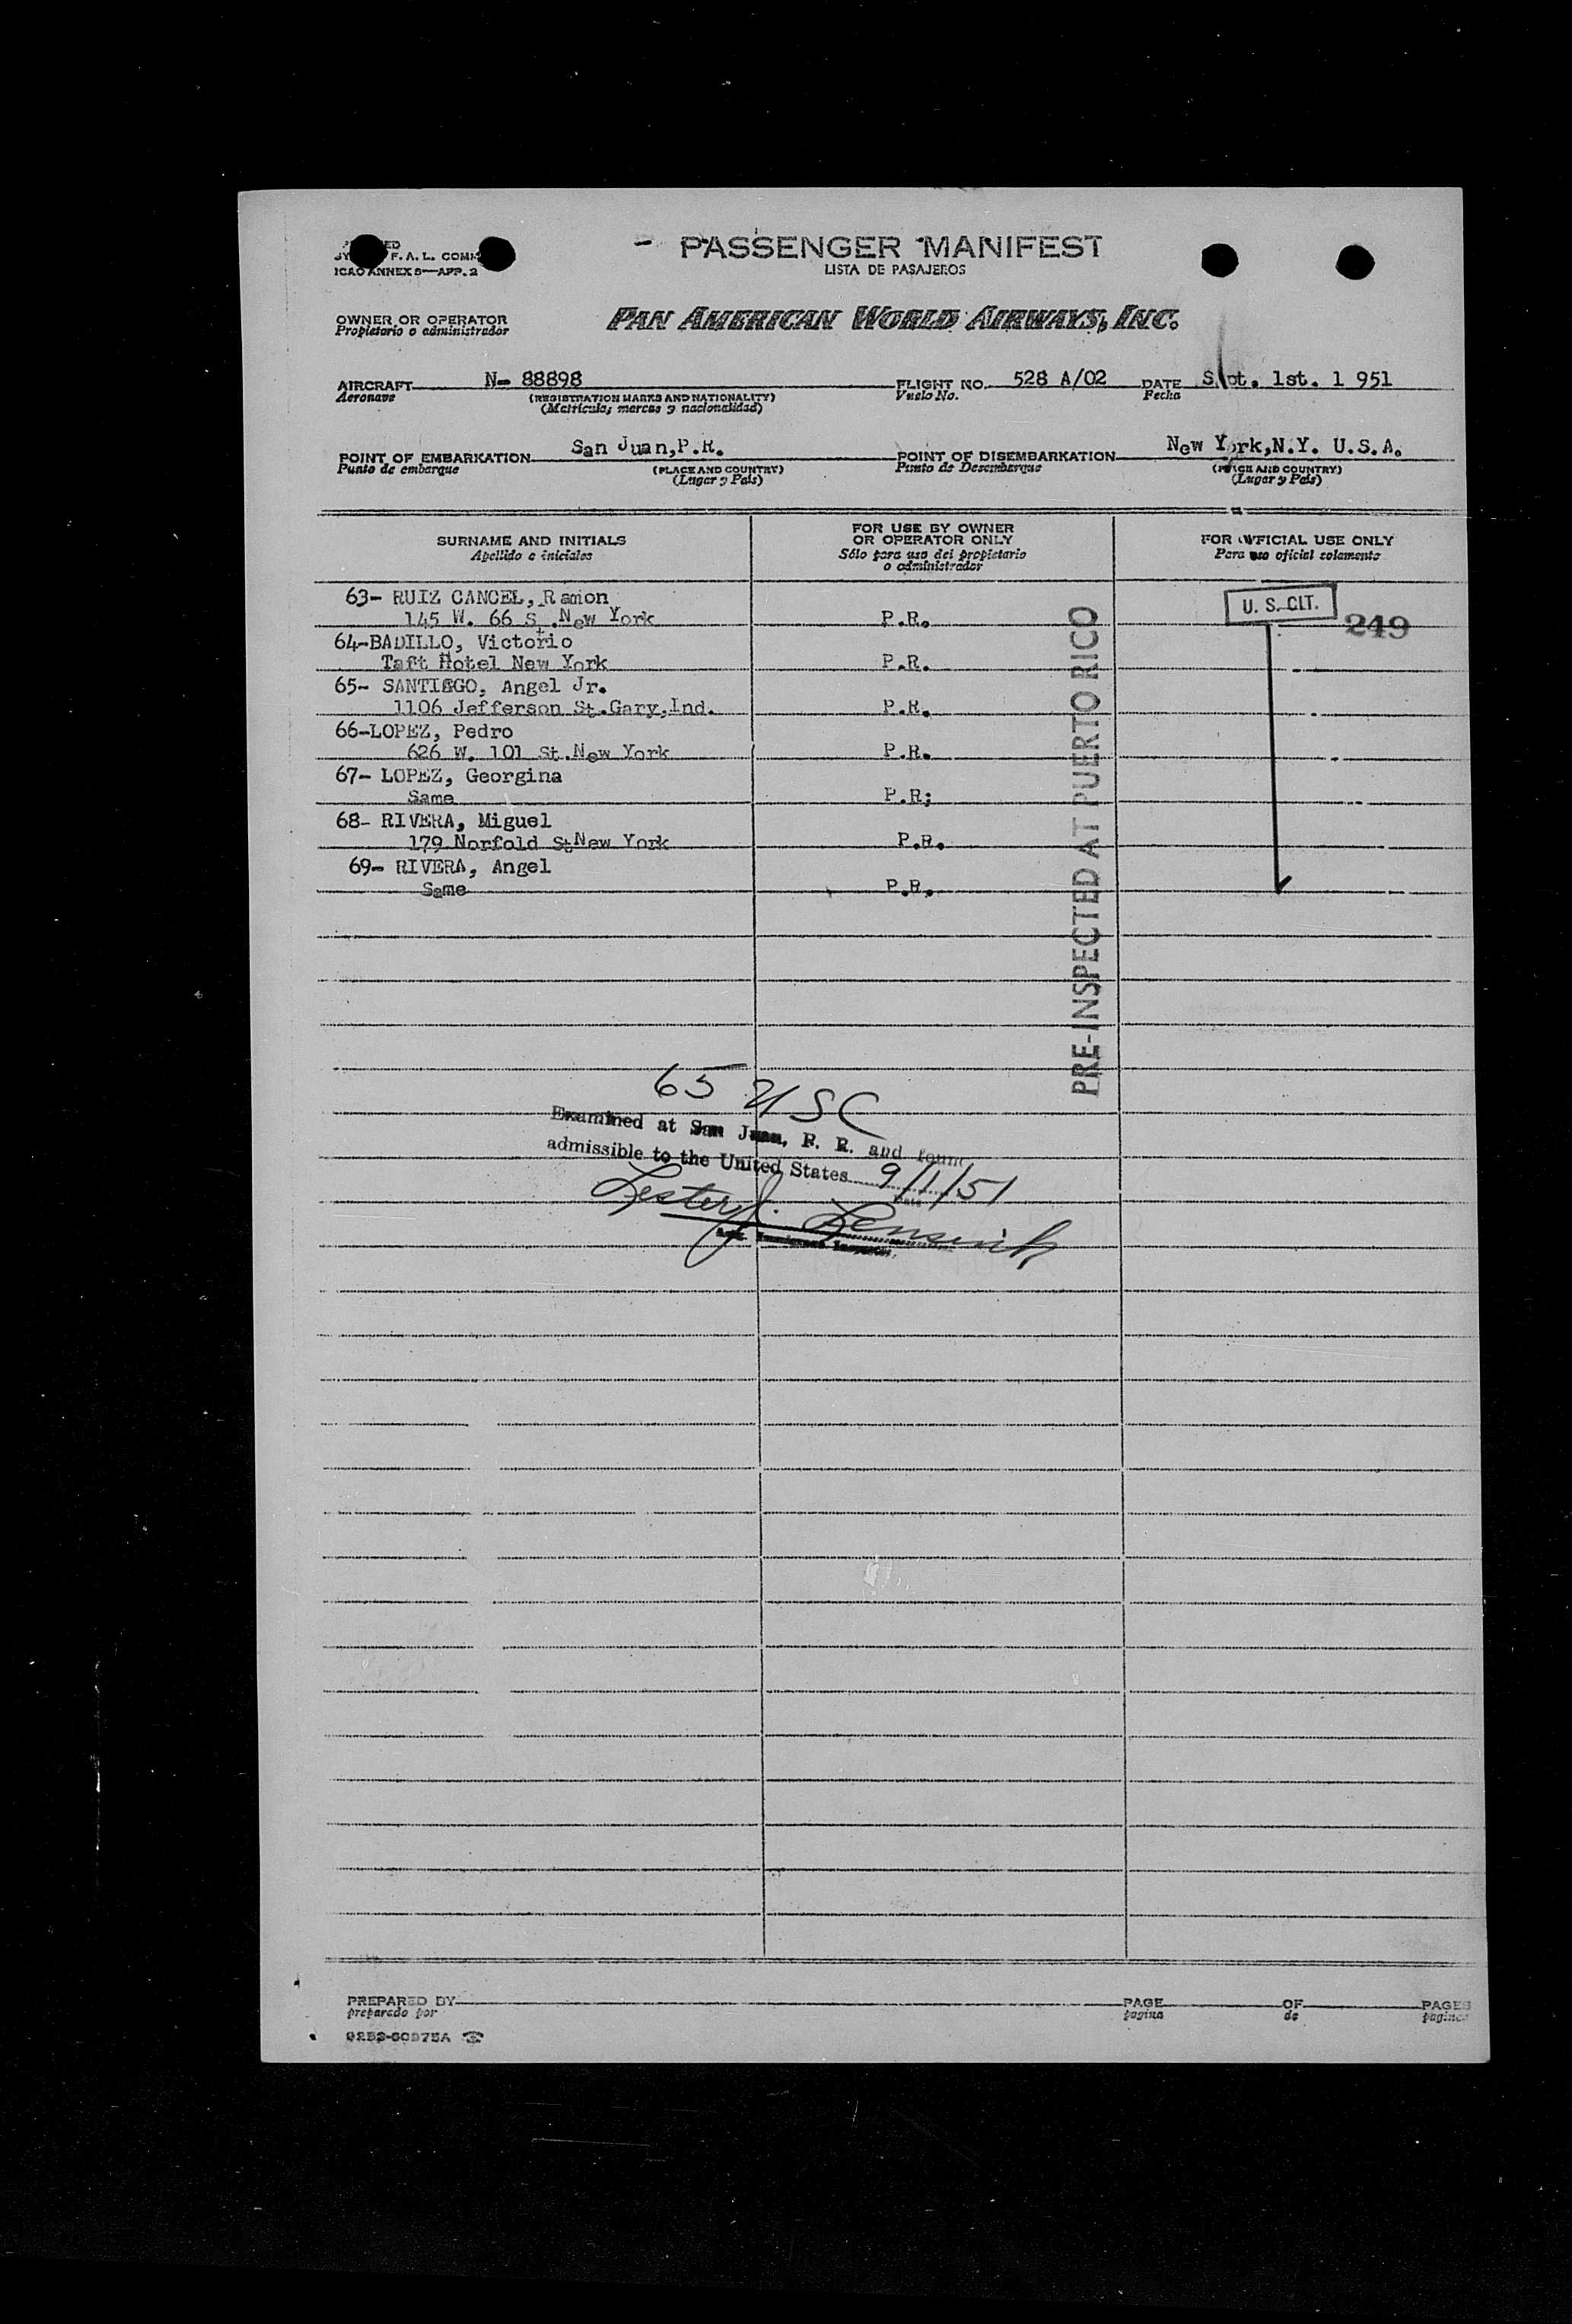 PASSENGER MANIFEST
LISTA DE PASAJEROS
F. A. L. COMM
ICAO ANNEX 9—APP. 2
OWNER OR OPERATOR
Propietario o administrador
PAN AMERICAN WORLD AIRWAYS, INC.
AIRCRAFT N- 88898 FLIGHT NO. 528 A/02 DATE Sept. 1st. 1 951
Aeronave (REGISTRATION MARKS AND NATIONALITY) Vuelo No. Fecha
(Matrícula, marcas y nacionalidad)
POINT OF EMBARKATION San Juan,P.R. POINT OF DISEMBARKATION New York,N.Y. U.S.A.
Punto de embarque (PLACE AND COUNTRY) Punto de Desembarque (PLACE AND COUNTRY)
(Lugar y País) (Lugar y País)
SURNAME AND INITIALS
Apellido e iniciales
FOR USE BY OWNER
OR OPERATOR ONLY
Sólo para uso del propietario
o administrador
FOR OFFICIAL USE ONLY
Para uso oficial solamente
63- RUIZ CANCEL, Ramon
145 W. 66 St.New York P.R.
U. S. CIT.
249
64-BADILLO, Victorio
Taft Hotel New York P.R.
65- SANTIAGO, Angel Jr.
1106 Jefferson St.Gary,Ind. P.R.
66-LOPEZ, Pedro
626 W. 101 St.New York P.R.
67- LOPEZ, Georgina
Same P.R;
68- RIVERA, Miguel
179 Norfold StNew York P.R.
69- RIVERA, Angel
Same P.R.
PRE-INSPECTED AT PUERTO RICO
65 USC
Examined at San Juan, P. R. and found
admissible to the United States 9/1/51
Date
Lester J.
PREPARED BY PAGE OF PAGES
preparado por pagina de paginas